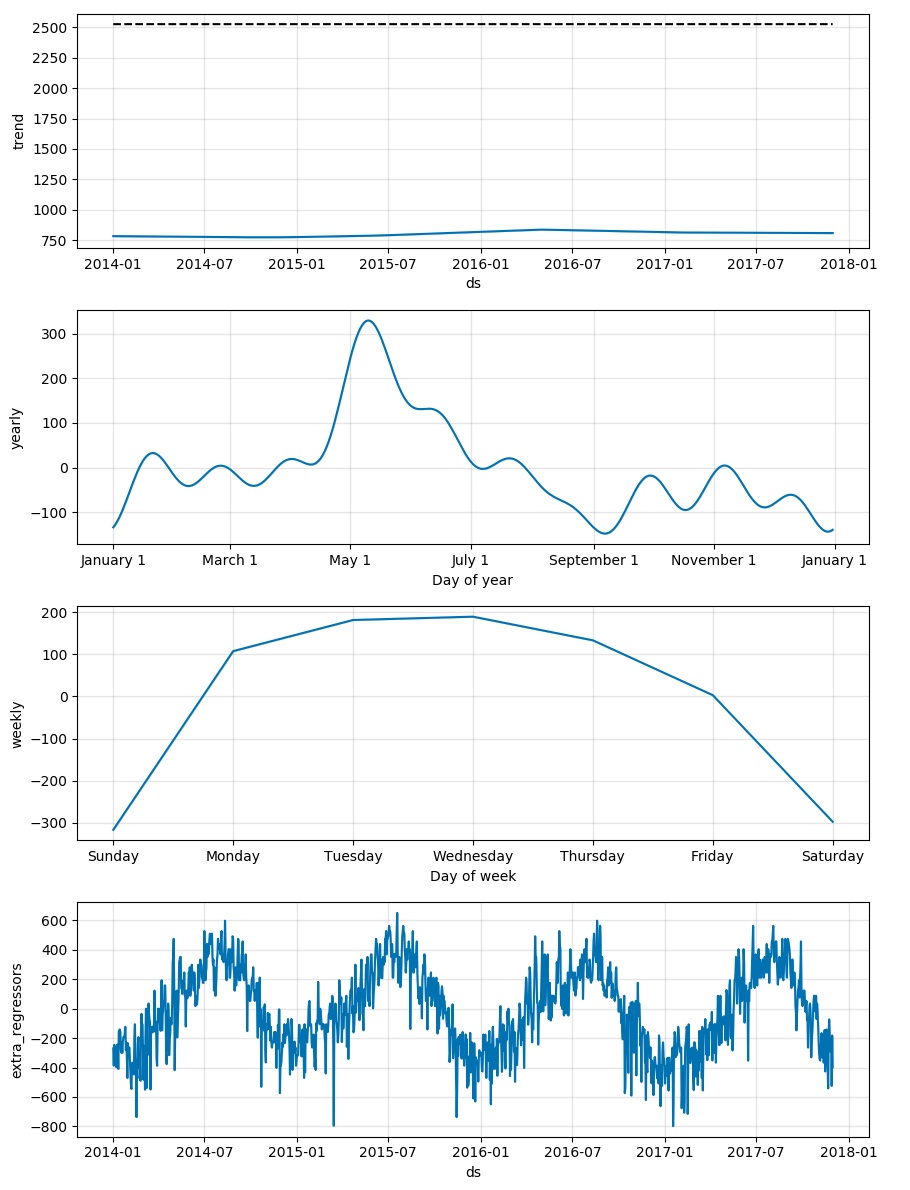 trend
2500
2250
2000
1750
1500
1250
1000
750
2014-01 2014-07 2015-01 2015-07 2016-01 2016-07 2017-01 2017-07 2018-01
ds
yearly
300
200
100
0
−100
January 1 March 1 May 1 July 1 September 1 November 1 January 1
Day of year
weekly
200
100
0
−100
−200
−300
Sunday Monday Tuesday Wednesday Thursday Friday Saturday
Day of week
extra_regressors
600
400
200
0
−200
−400
−600
−800
2014-01 2014-07 2015-01 2015-07 2016-01 2016-07 2017-01 2017-07 2018-01
ds